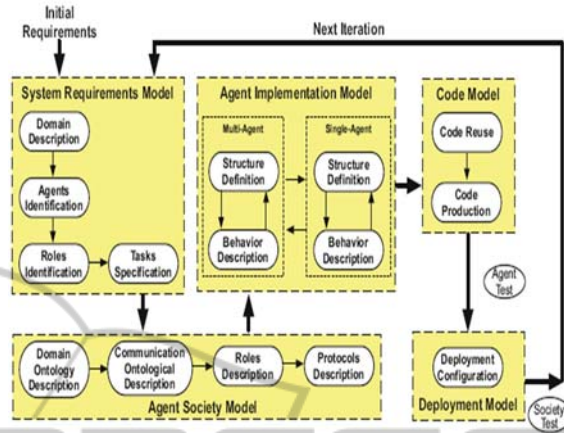 Initial
Requirements
Next Iteration
System Requirements Model
Domain
Description
Agents
Identification
Roles
Identification
Tasks
Specification
Agent Implementation Model
Multi-Agent
Structure
Definition
Behavior
Description
Single-Agent
Structure
Definition
Behavior
Description
Code Model
Code Reuse
Code
Production
Agent
Test
Domain
Ontology
Description
Communication
Ontological
Description
Roles
Description
Protocols
Description
Agent Society Model
Deployment
Configuration
Deployment Model
Society
Test